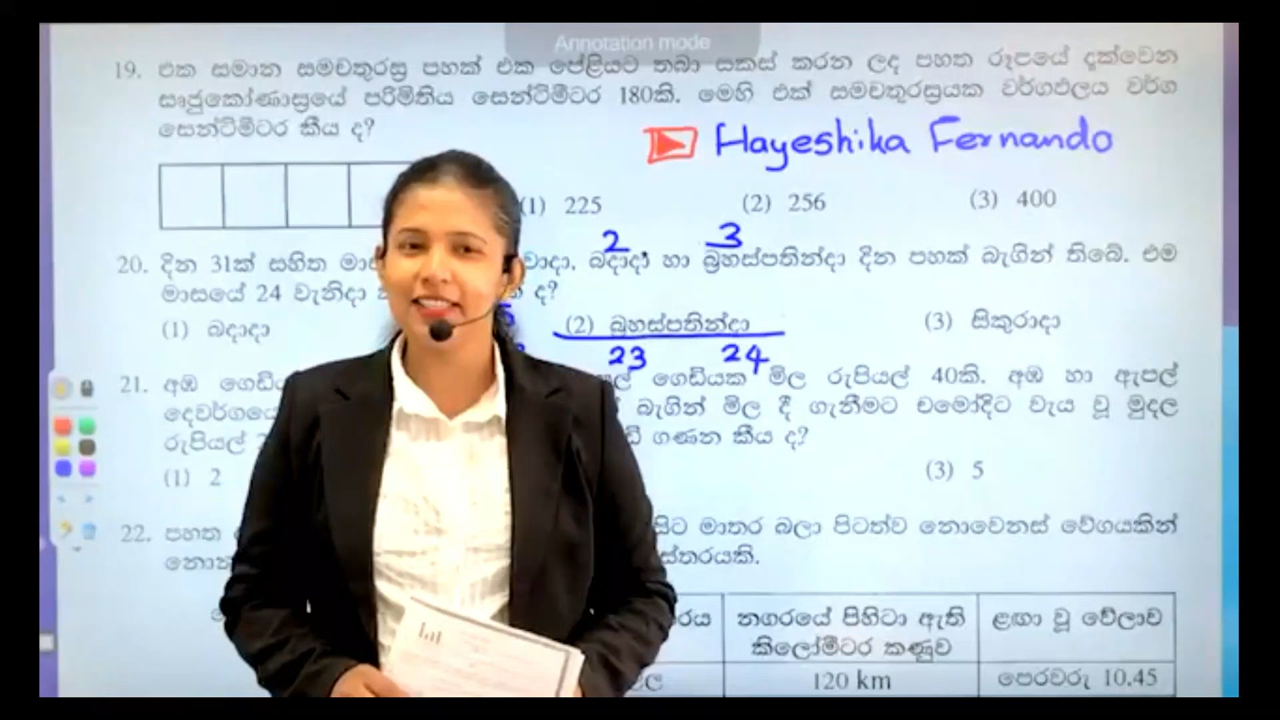 Annotation mode
19. එක සමාන සමචතුරස්‍ර පහක් එක පේළියට තබා සකස් කරන ලද පහත රූපයේ දැක්වෙන
සෘජුකෝණාස්‍රයේ පරිමිතිය සෙන්ටිමීටර 180කි. මෙහි එක් සමචතුරස්‍රයක වර්ගඵලය වර්ග
සෙන්ටිමීටර කීය ද?
Hayeshika Fernando
(1) 225 (2) 256 (3) 400
2 3
20. දින 31ක් සහිත බදාදා හා බ්‍රහස්පතින්දා දින පහක් බැගින් තිබේ. එම
මාසයේ 24 වැනිදා ද?
(1) බදාදා (2) බ්‍රහස්පතින්දා (3) සිකුරාදා
23 24
21. අඹ ගෙඩියක මිල රුපියල් 40කි. අඹ හා ඇපල්
බැගින් මිල දී ගැනීමට චමෝදිට වැය වූ මුදල
රුපියල් ගණන කීය ද?
(1) 2 (3) 5
22. පහත සිට මාතර බලා පිටත්ව නොවෙනස් වේගයකින්
නගරයේ පිහිටා ඇති ළඟා වූ වේලාව
කිලෝමීටර කණුව
120 km පෙරවරු 10.45